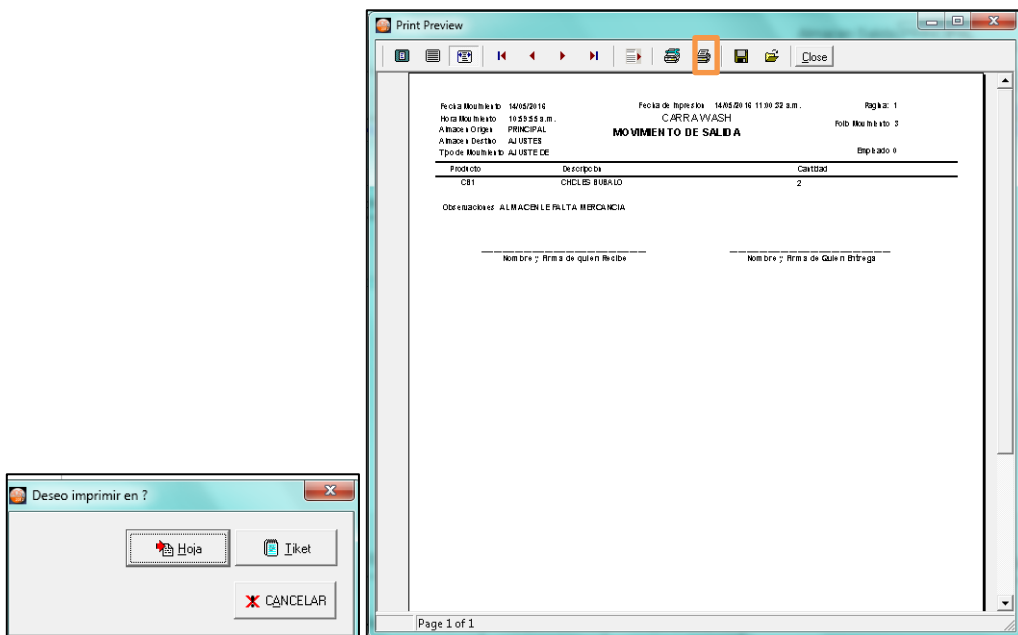 Print Preview
Close
Fecha Movimiento 14/05/2016 Fecha de Impresion 14/05/2016 11:00:32 a.m. Pagina: 1
Hora Movimiento 10:59:55 a.m. CARRAWASH Folio Movimiento 3
Almacen Origen PRINCIPAL MOVIMIENTO DE SALIDA
Almacen Destino AJUSTES
Tipo de Movimiento AJUSTE DE Empleado 0
Producto Descripcion Cantidad
CB1 CHICLES BUBALO 2
Observaciones ALMACEN LE FALTA MERCANCIA
Nombre y Firma de quien Recibe Nombre y Firma de Quien Entrega
Page 1 of 1
Deseo imprimir en ?
Hoja Tiket
CANCELAR